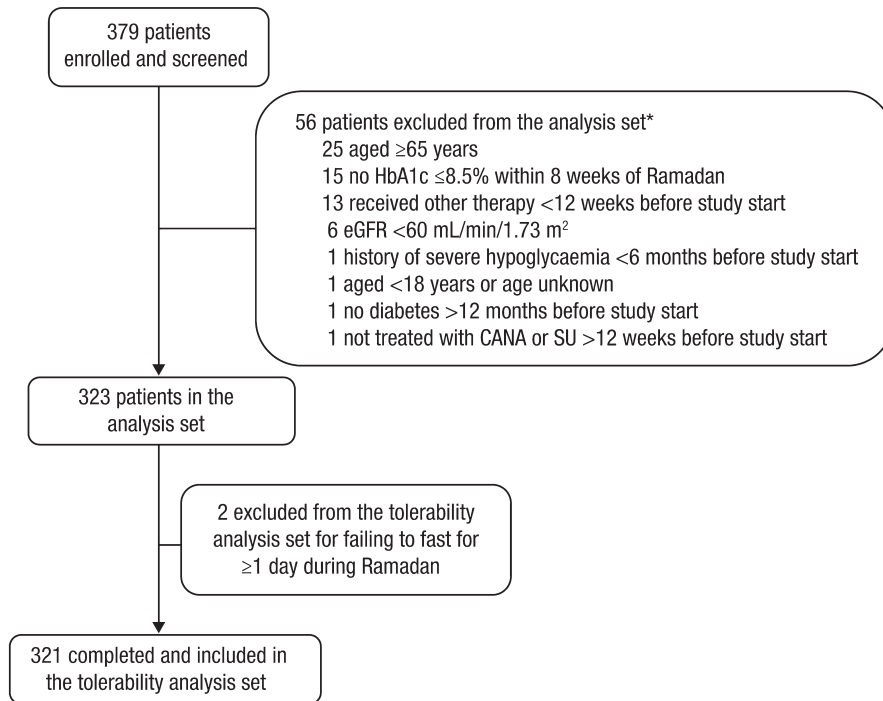 379 patients
enrolled and screened
56 patients excluded from the analysis set*
25 aged ≥65 years
15 no HbA1c ≤8.5% within 8 weeks of Ramadan
13 received other therapy <12 weeks before study start
6 eGFR <60 mL/min/1.73 m²
1 history of severe hypoglycaemia <6 months before study start
1 aged <18 years or age unknown
1 no diabetes >12 months before study start
1 not treated with CANA or SU >12 weeks before study start
323 patients in the
analysis set
2 excluded from the tolerability
analysis set for failing to fast for
≥1 day during Ramadan
321 completed and included in
the tolerability analysis set